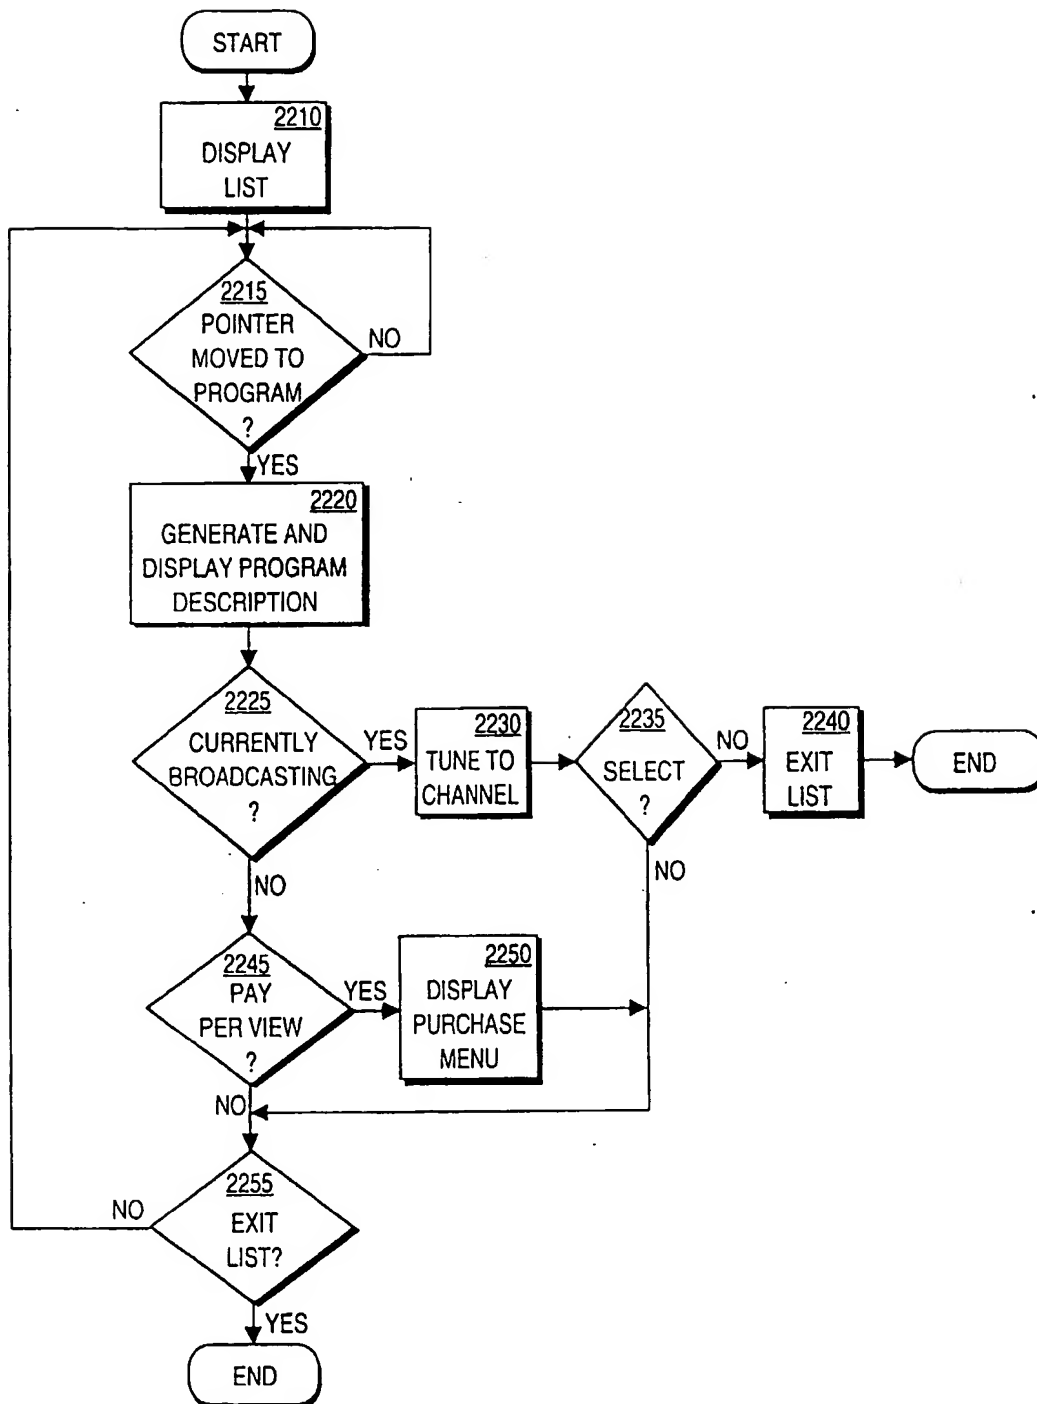 START
2210
DISPLAY
LIST
2215
POINTER
MOVED TO
PROGRAM
?
NO
YES
2220
GENERATE AND
DISPLAY PROGRAM
DESCRIPTION
2225
CURRENTLY
BROADCASTING
?
YES
2230
TUNE TO
CHANNEL
2235
SELECT
?
NO
2240
EXIT
LIST
END
NO
NO
2245
PAY
PER VIEW
?
YES
2250
DISPLAY
PURCHASE
MENU
NO
2255
EXIT
LIST?
NO
YES
END